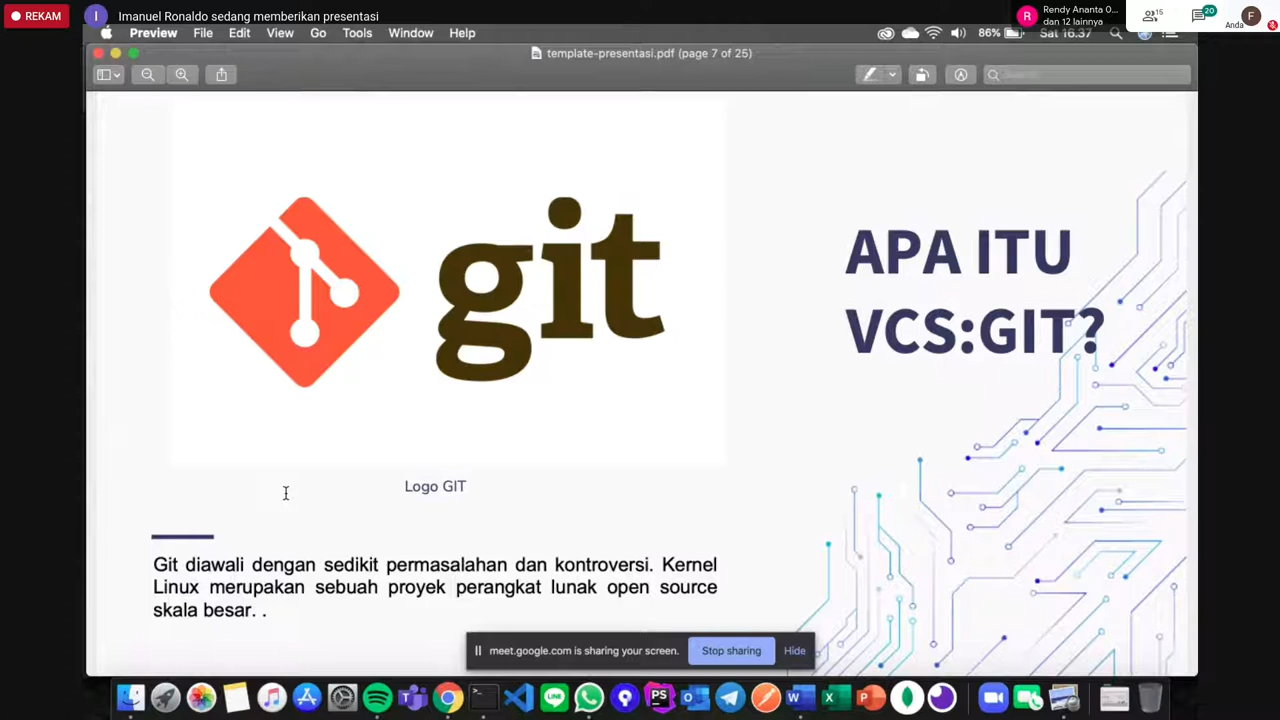 REKAM
I
Imanuel Ronaldo sedang memberikan presentasi
R
Rendy Ananta O...
dan 12 lainnya
15
20
F
Anda
Preview File Edit View Go Tools Window Help
86%
Sat 16.37
template-presentasi.pdf (page 7 of 25)
Search
git
APA ITU
VCS:GIT?
Logo GIT
Git diawali dengan sedikit permasalahan dan kontroversi. Kernel
Linux merupakan sebuah proyek perangkat lunak open source
skala besar. .
meet.google.com is sharing your screen.
Stop sharing
Hide
LINE
PS